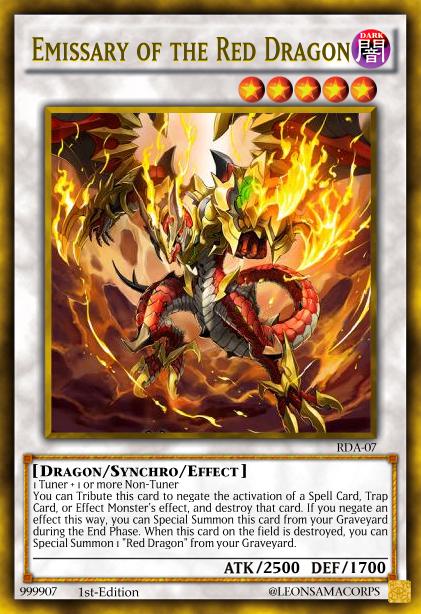 EMISSARY OF THE RED DRAGON
DARK
闇
RDA-07
[DRAGON/SYNCHRO/EFFECT]
1 Tuner + 1 or more Non-Tuner
You can Tribute this card to negate the activation of a Spell Card, Trap
Card, or Effect Monster's effect, and destroy that card. If you negate an
effect this way, you can Special Summon this card from your Graveyard
during the End Phase. When this card on the field is destroyed, you can
Special Summon 1 "Red Dragon" from your Graveyard.
ATK/2500 DEF/1700
999907 1st-Edition @LEONSAMACORPS